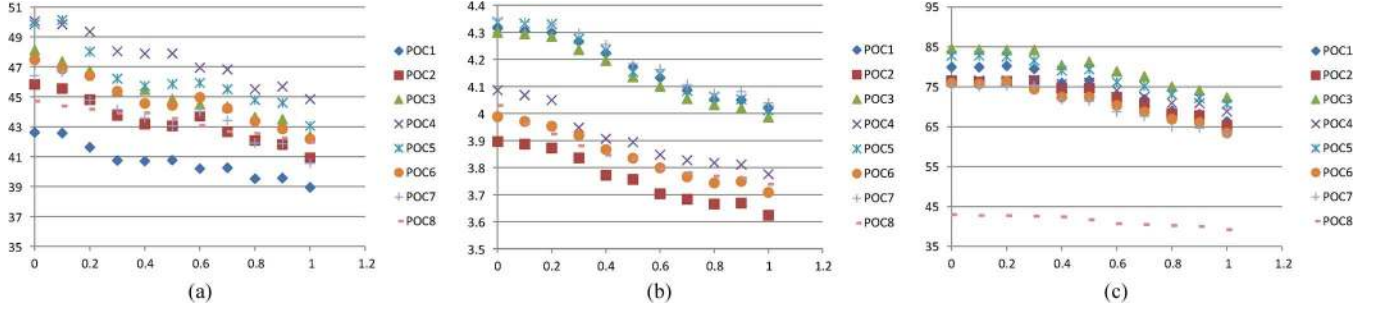 51
49
47
45
43
41
39
37
35
0 0.2 0.4 0.6 0.8 1 1.2
POC1
POC2
POC3
POC4
POC5
POC6
POC7
POC8
(a)
4.4
4.3
4.2
4.1
4
3.9
3.8
3.7
3.6
3.5
0 0.2 0.4 0.6 0.8 1 1.2
POC1
POC2
POC3
POC4
POC5
POC6
POC7
POC8
(b)
95
85
75
65
55
45
35
0 0.2 0.4 0.6 0.8 1 1.2
POC1
POC2
POC3
POC4
POC5
POC6
POC7
POC8
(c)